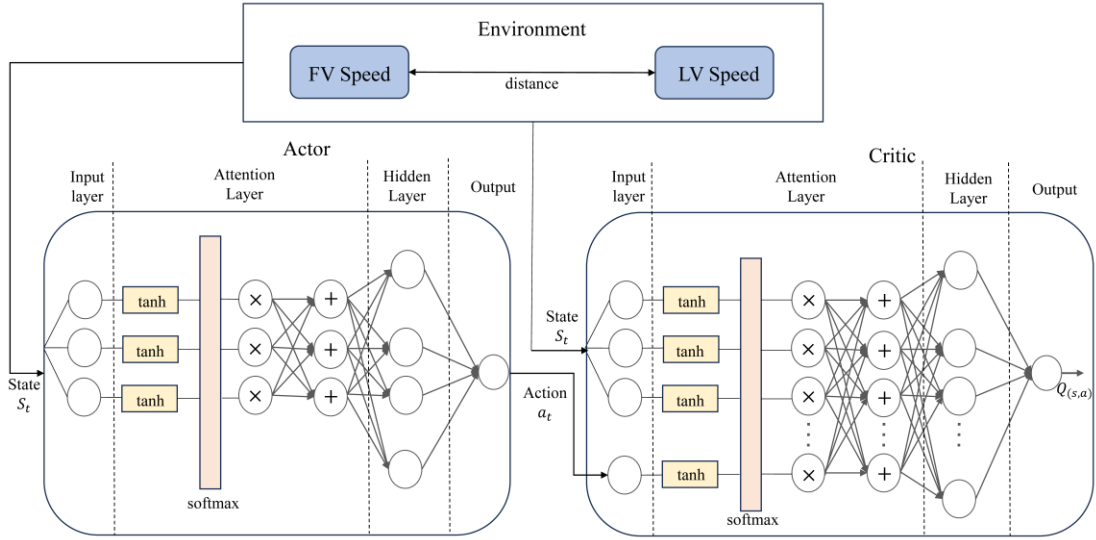 Environment
FV Speed
LV Speed
distance
Actor
Input
layer
Attention
Layer
Hidden
Layer
Output
tanh
×
+
tanh
×
+
tanh
×
+
softmax
State
S_t
Action
a_t
Critic
Input
layer
Attention
Layer
Hidden
Layer
Output
State
S_t
tanh
×
+
tanh
×
+
tanh
×
+
tanh
×
+
softmax
Q_(s,a)